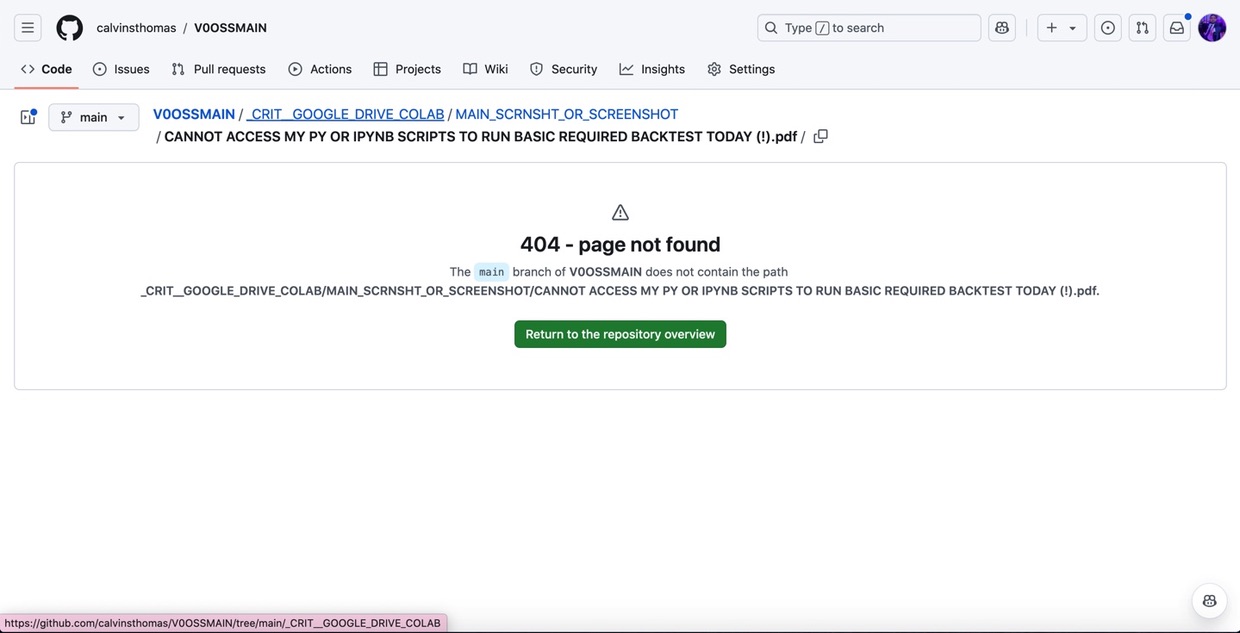 calvinsthomas / V0OSSMAIN
Type / to search
Code
Issues
Pull requests
Actions
Projects
Wiki
Security
Insights
Settings
main
V0OSSMAIN / _CRIT__GOOGLE_DRIVE_COLAB / MAIN_SCRNSHT_OR_SCREENSHOT
/ CANNOT ACCESS MY PY OR IPYNB SCRIPTS TO RUN BASIC REQUIRED BACKTEST TODAY (!).pdf /
404 - page not found
The main branch of V0OSSMAIN does not contain the path
_CRIT__GOOGLE_DRIVE_COLAB/MAIN_SCRNSHT_OR_SCREENSHOT/CANNOT ACCESS MY PY OR IPYNB SCRIPTS TO RUN BASIC REQUIRED BACKTEST TODAY (!).pdf.
Return to the repository overview
https://github.com/calvinsthomas/V0OSSMAIN/tree/main/_CRIT__GOOGLE_DRIVE_COLAB